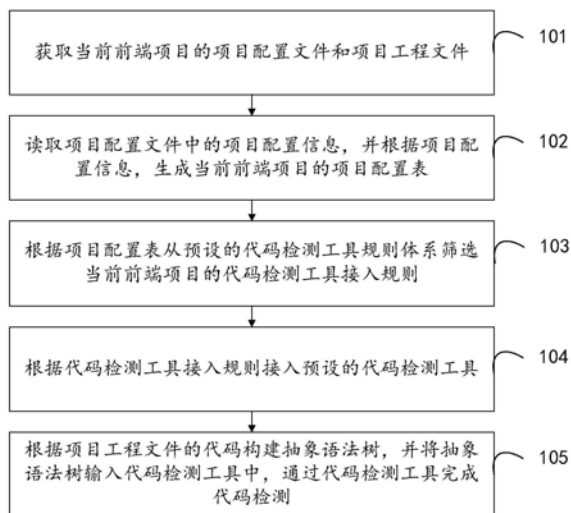 获取当前前端项目的项目配置文件和项目工程文件
101
读取项目配置文件中的项目配置信息，并根据项目配
置信息，生成当前前端项目的项目配置表
102
根据项目配置表从预设的代码检测工具规则体系筛选
当前前端项目的代码检测工具接入规则
103
根据代码检测工具接入规则接入预设的代码检测工具
104
根据项目工程文件的代码构建抽象语法树，并将抽象
语法树输入代码检测工具中，通过代码检测工具完成
代码检测
105